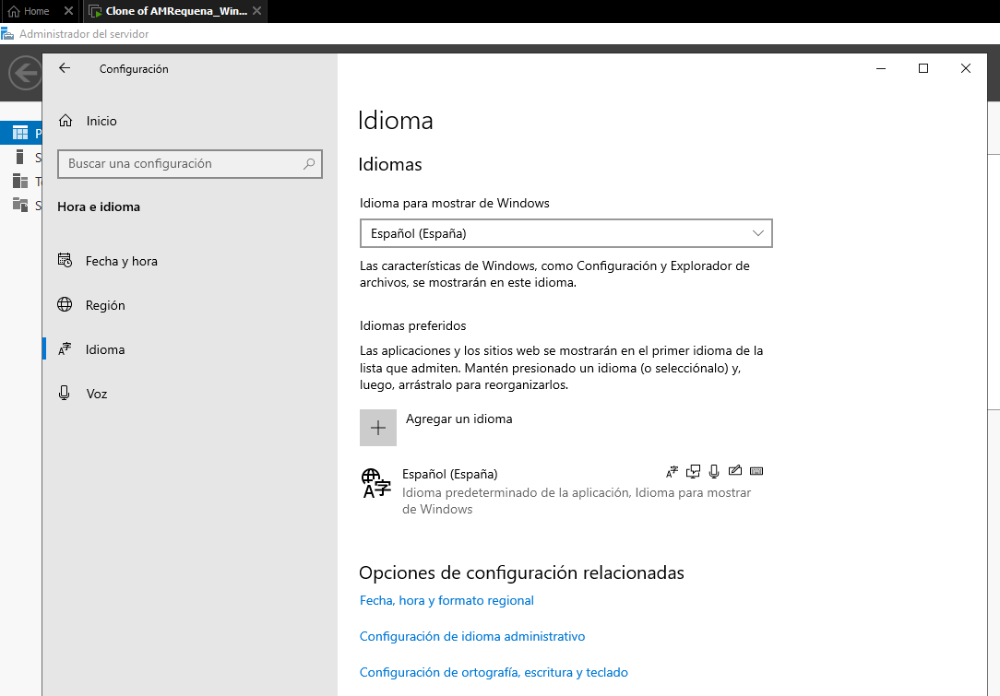 Home
Clone of AMRequena_Win...
Administrador del servidor
Configuración
Inicio
Buscar una configuración
Hora e idioma
Fecha y hora
Región
Idioma
Voz
Idioma
Idiomas
Idioma para mostrar de Windows
Español (España)
Las características de Windows, como Configuración y Explorador de
archivos, se mostrarán en este idioma.
Idiomas preferidos
Las aplicaciones y los sitios web se mostrarán en el primer idioma de la
lista que admiten. Mantén presionado un idioma (o selecciónalo) y,
luego, arrástralo para reorganizarlos.
Agregar un idioma
Español (España)
Idioma predeterminado de la aplicación, Idioma para mostrar
de Windows
Opciones de configuración relacionadas
Fecha, hora y formato regional
Configuración de idioma administrativo
Configuración de ortografía, escritura y teclado